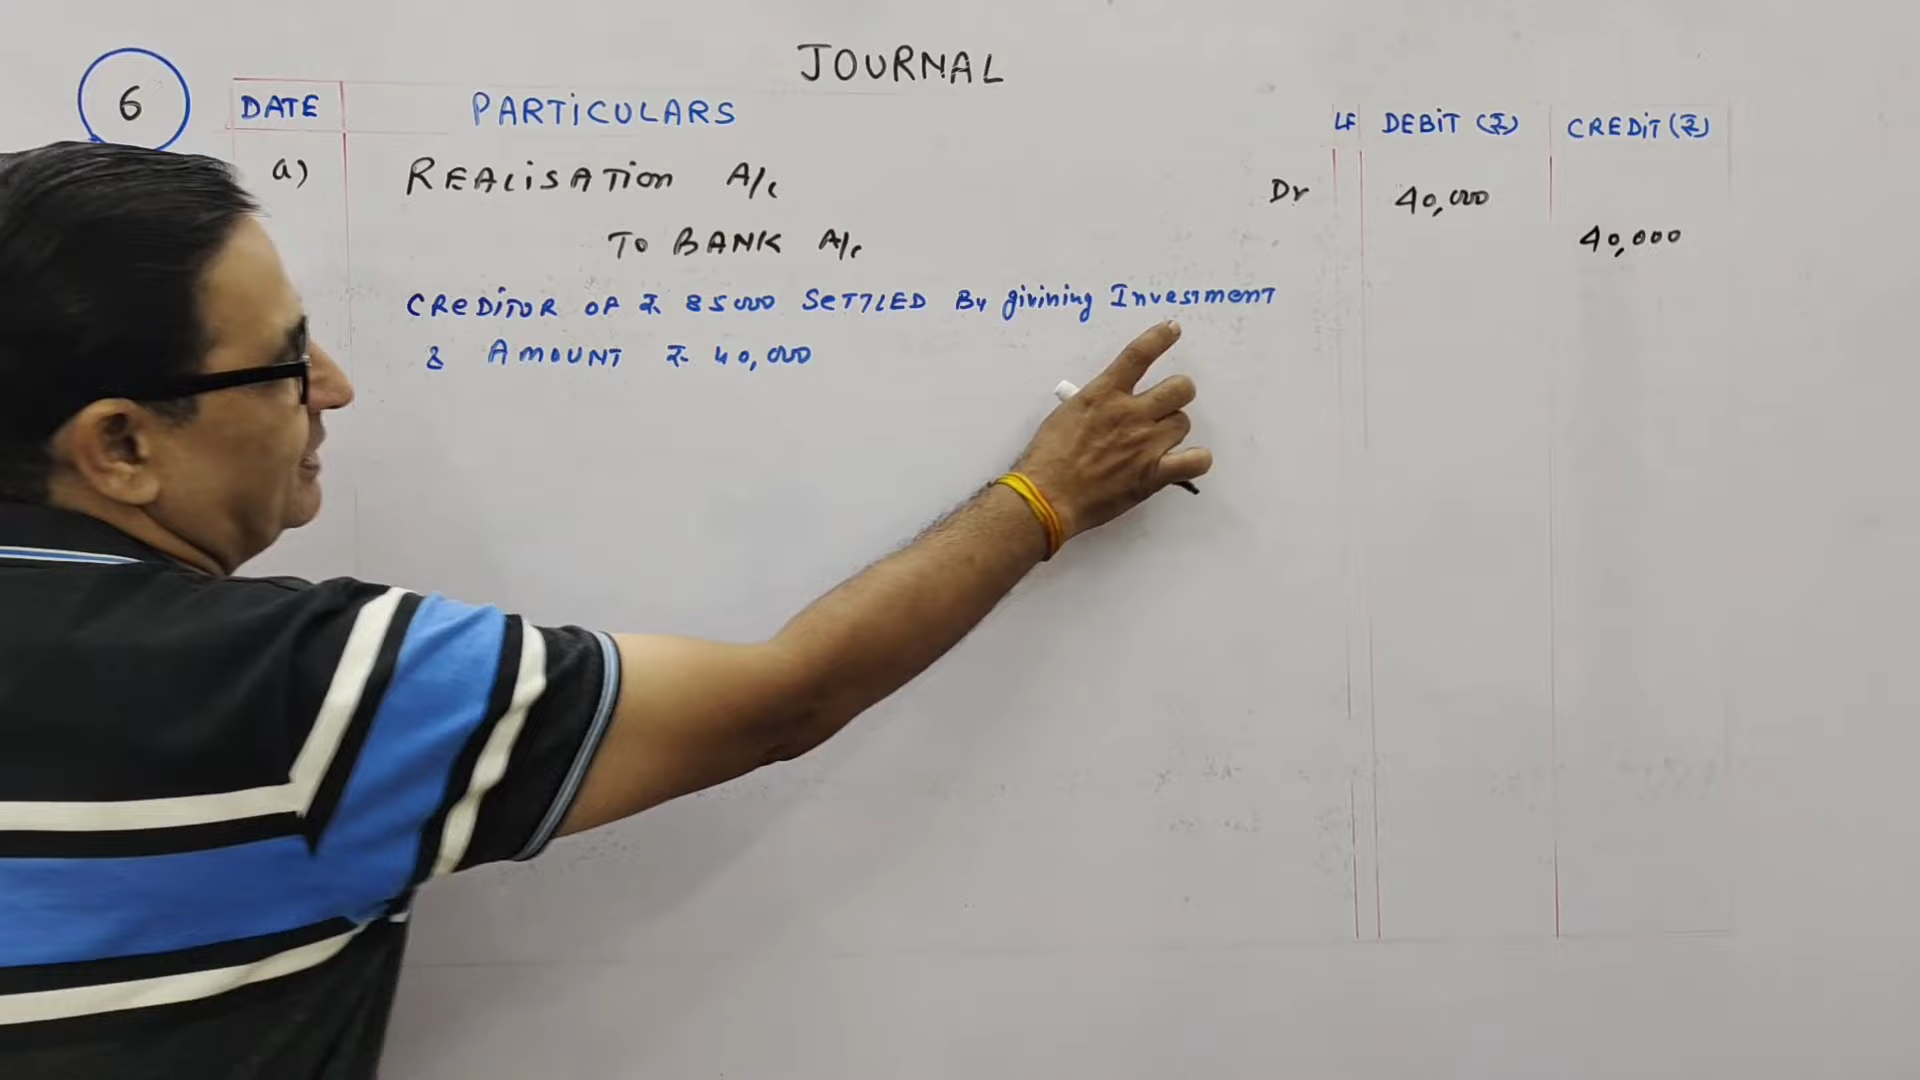 JOURNAL
6
DATE PARTICULARS LF DEBIT (₹) CREDIT (₹)
a) REALISATION A/c Dr 40,000
TO BANK A/c 40,000
CREDITOR OF ₹ 85000 SETTLED By givining Investment
& AMOUNT ₹ 40,000